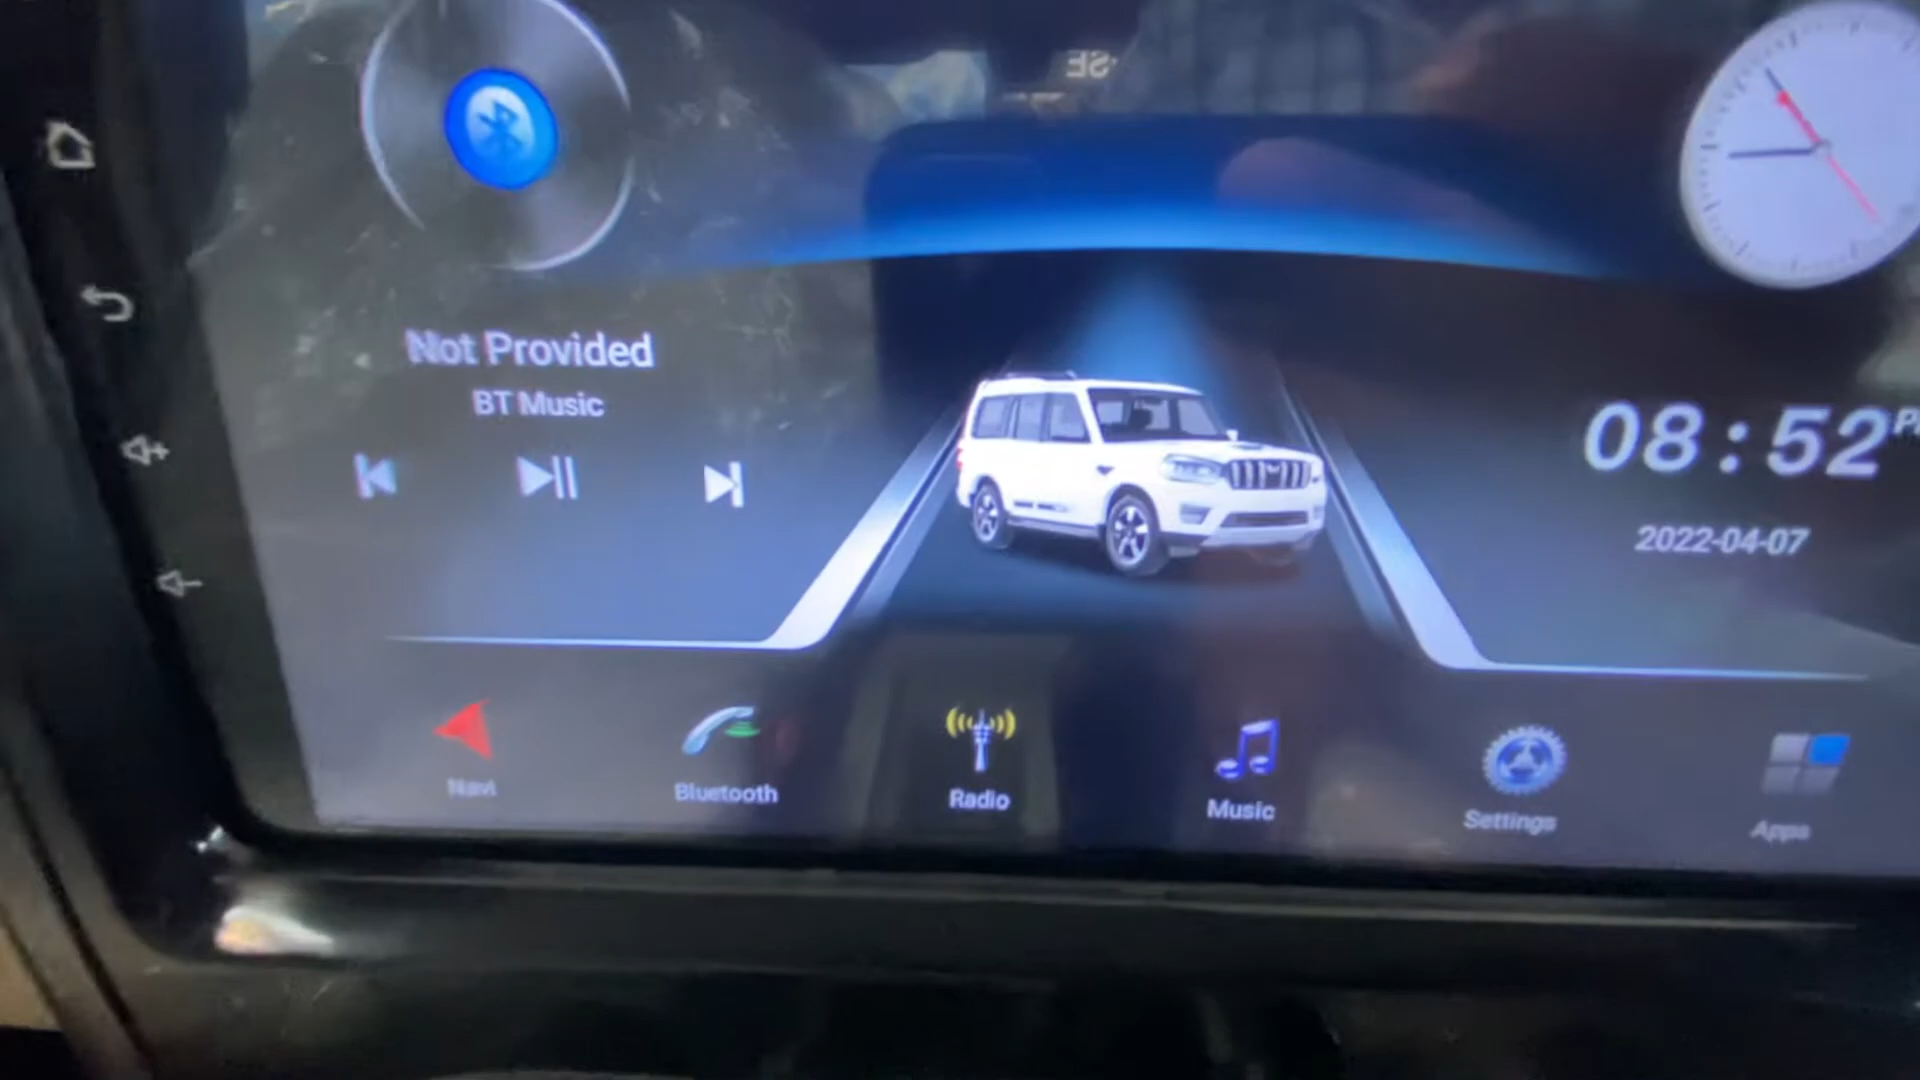 Not Provided
BT Music
08:52
2022-04-07
Navi
Bluetooth
Radio
Music
Settings
Apps